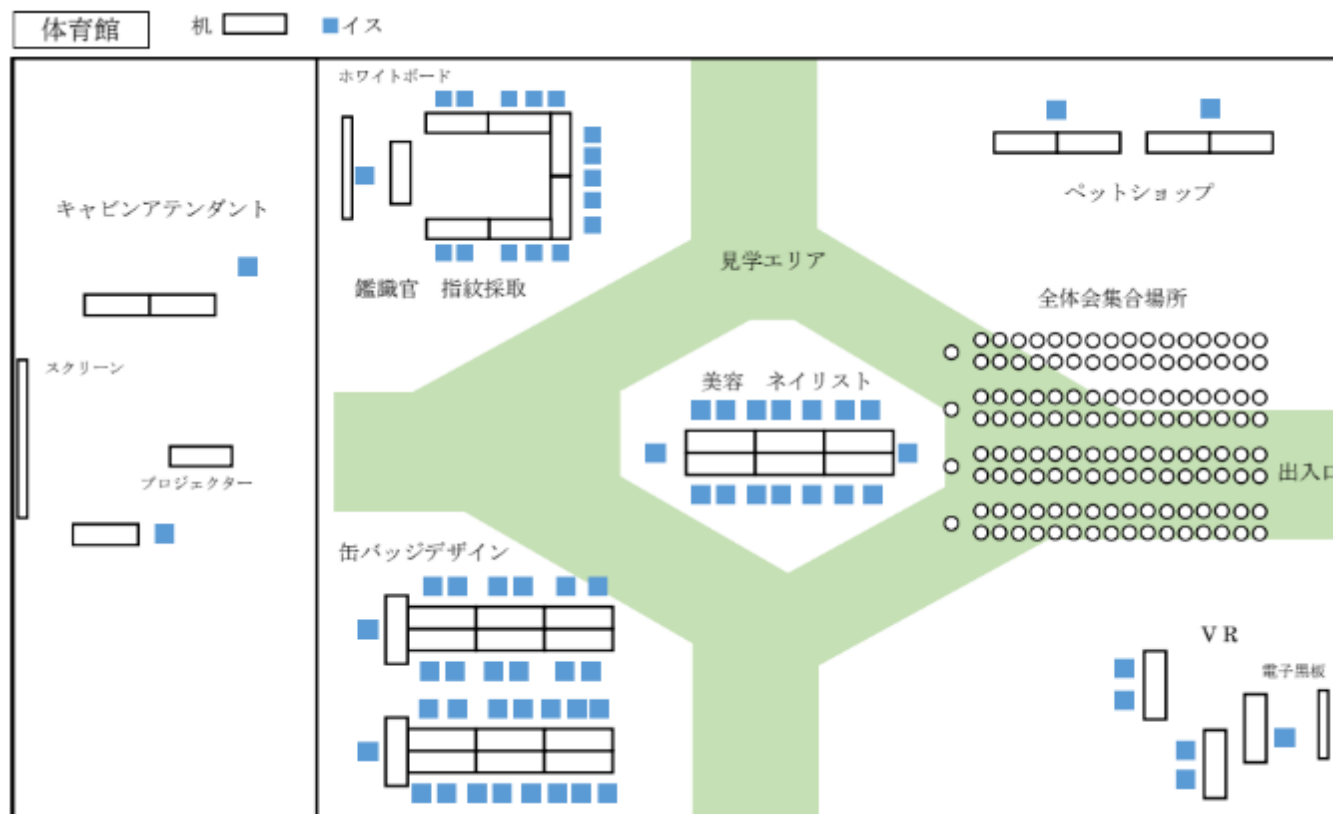 体育館 机 イス
ホワイトボード
キャビンアテンダント
ペットショップ
見学エリア
鑑識官 指紋採取
全体会集合場所
スクリーン
美容 ネイリスト
出入口
プロジェクター
缶バッジデザイン
VR
電子黒板